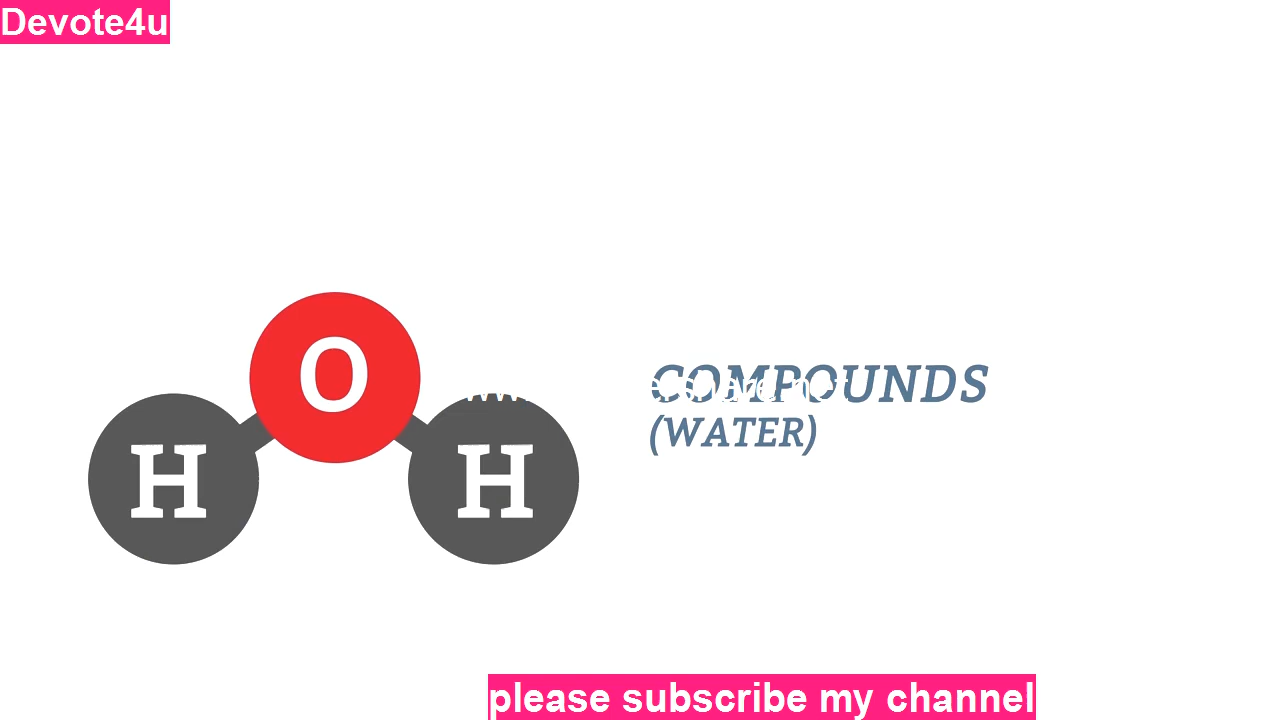 Devote4u
O
H H
COMPOUNDS
(WATER)
please subscribe my channel